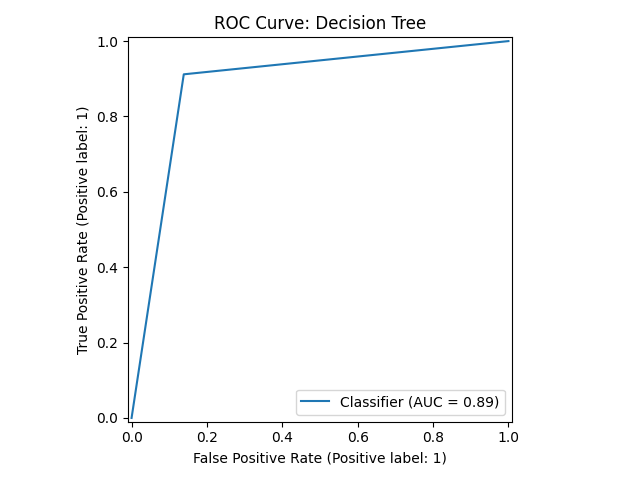 ROC Curve: Decision Tree
1.0
0.8
0.6
0.4
0.2
0.0
True Positive Rate (Positive label: 1)
Classifier (AUC = 0.89)
0.0 0.2 0.4 0.6 0.8 1.0
False Positive Rate (Positive label: 1)